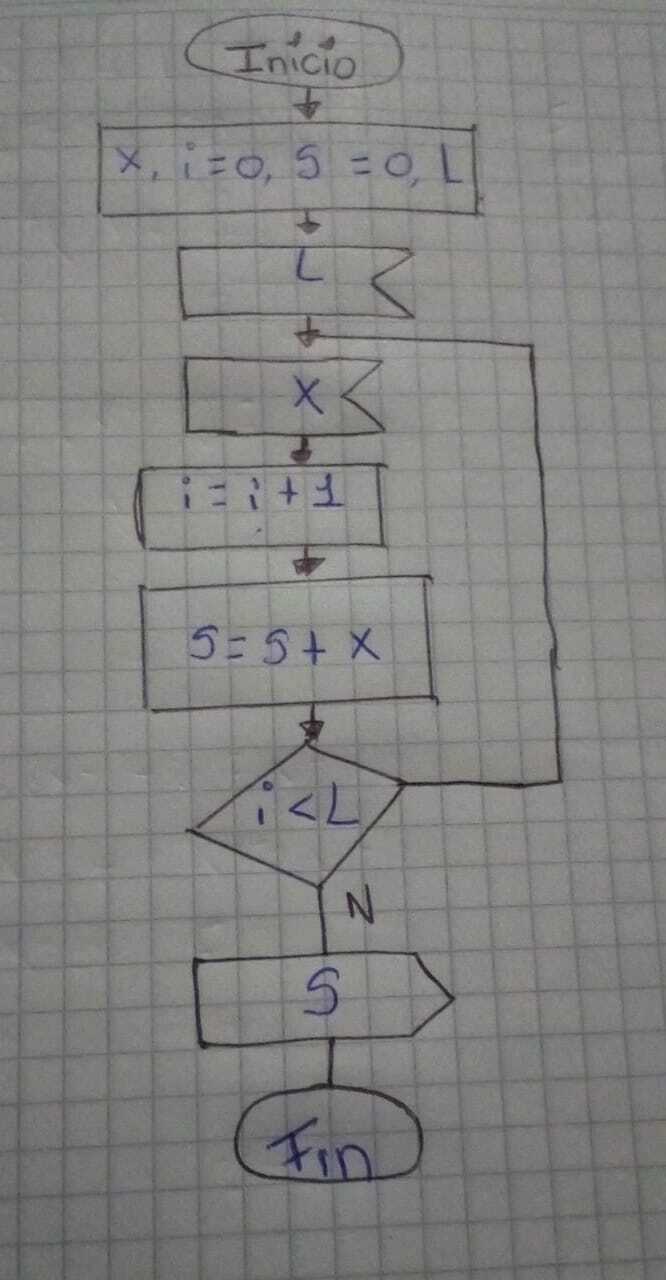 Inicio
x, i=0, S =0, L
L
X
i= i +1
S= S+ X
i <L
N
S
Fin